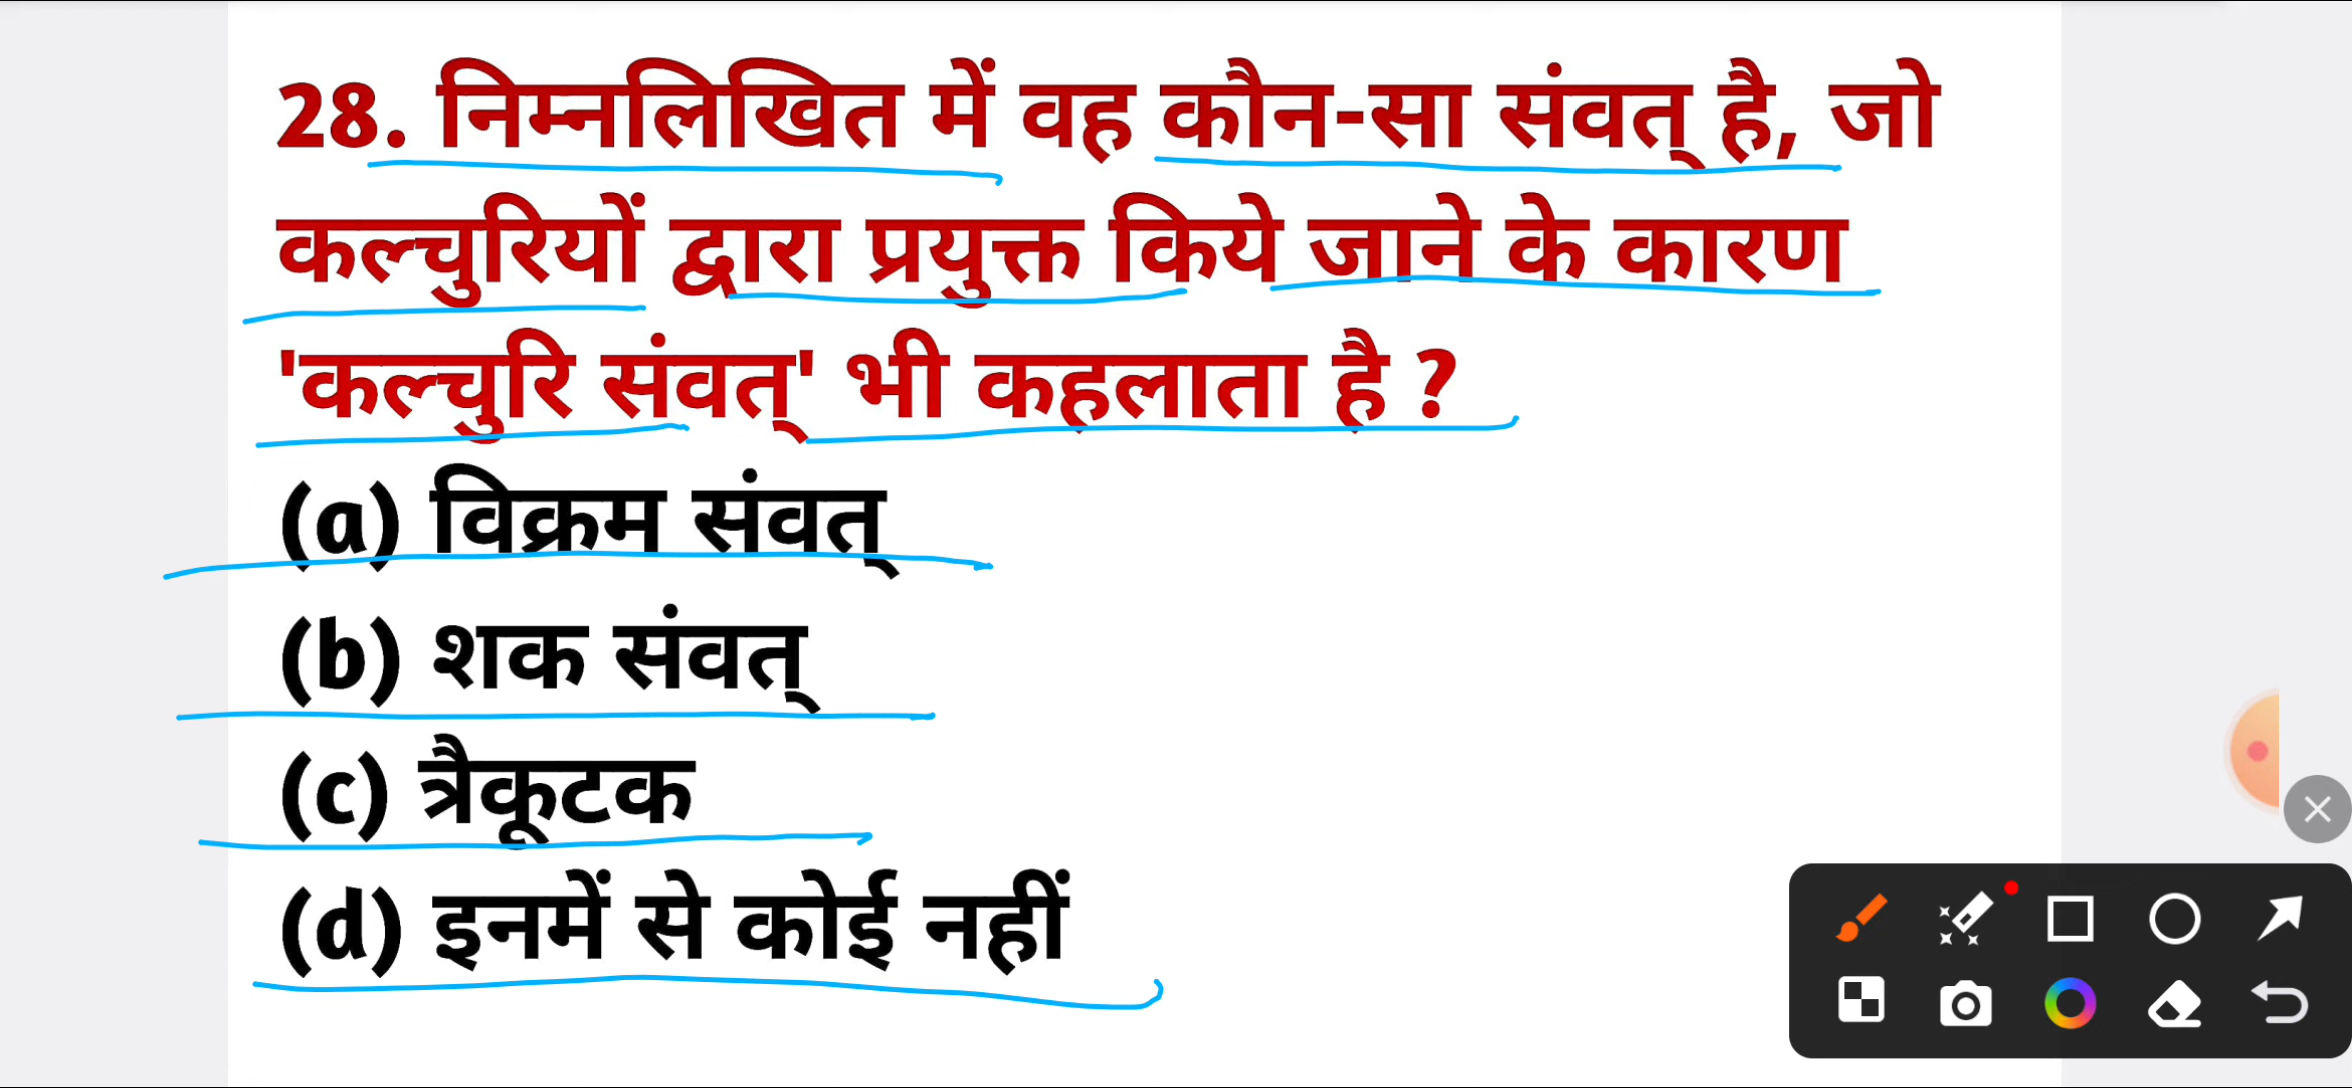 28. निम्नलिखित में वह कौन-सा संवत् है, जो
कल्चुरियों द्वारा प्रयुक्त किये जाने के कारण
'कल्चुरि संवत्' भी कहलाता है ?
(a) विक्रम संवत्
(b) शक संवत्
(c) त्रैकूटक
(d) इनमें से कोई नहीं